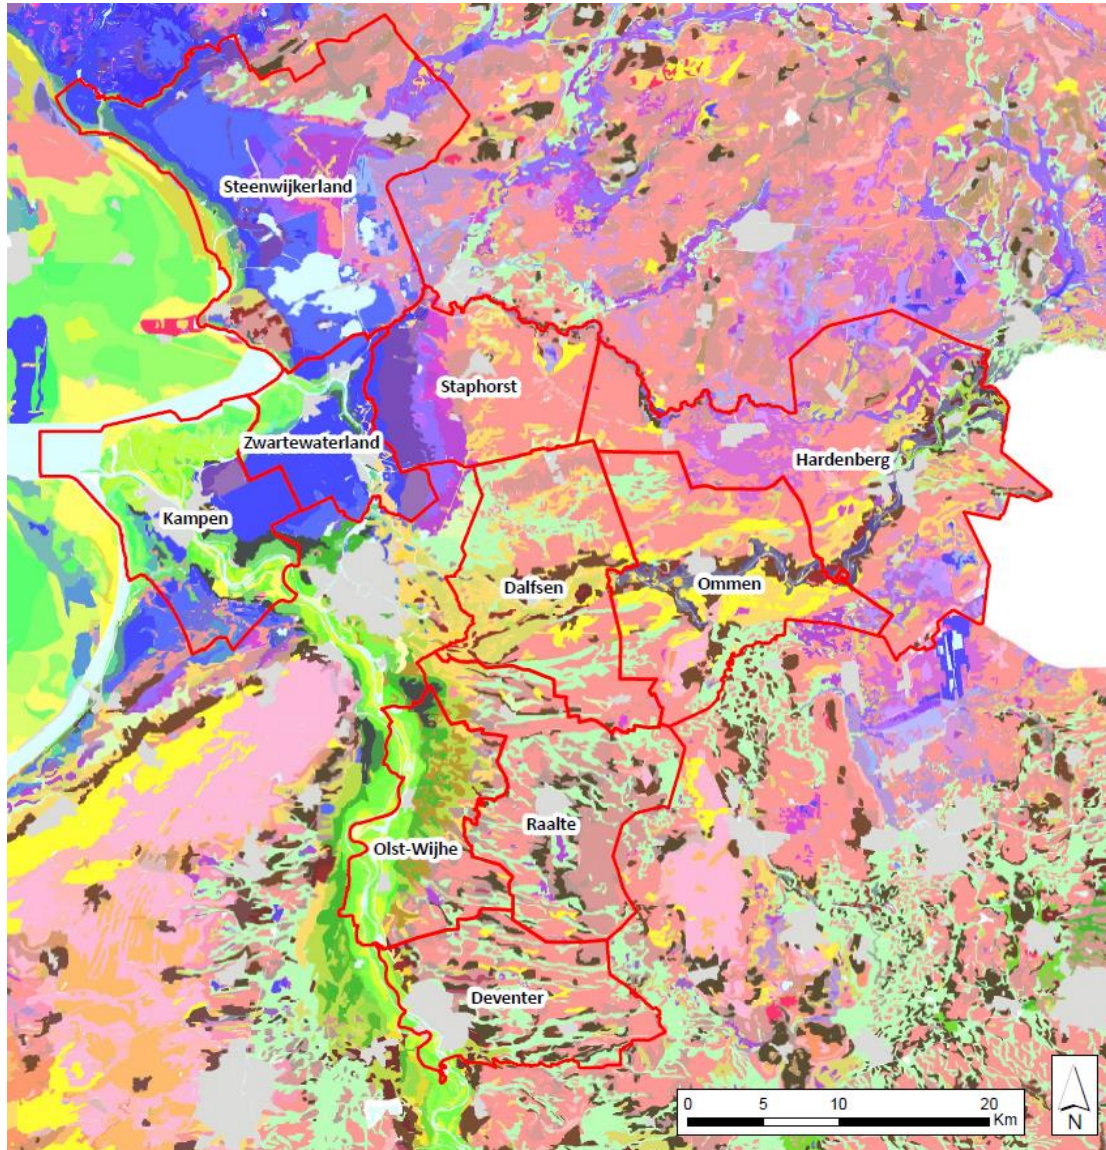 Steenwijkerland
Staphorst
Zwartewaterland
Hardenberg
Kampen
Dalfsen
Ommen
Raalte
Olst-Wijhe
Deventer
0 5 10 20
Km
N